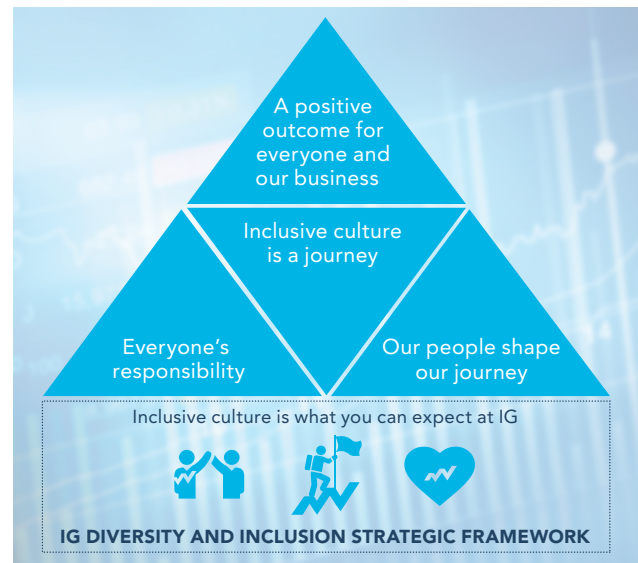 A positive
outcome for
everyone and
our business
Inclusive culture
is a journey
Everyone’s
responsibility
Our people shape
our journey
Inclusive culture is what you can expect at IG
IG DIVERSITY AND INCLUSION STRATEGIC FRAMEWORK